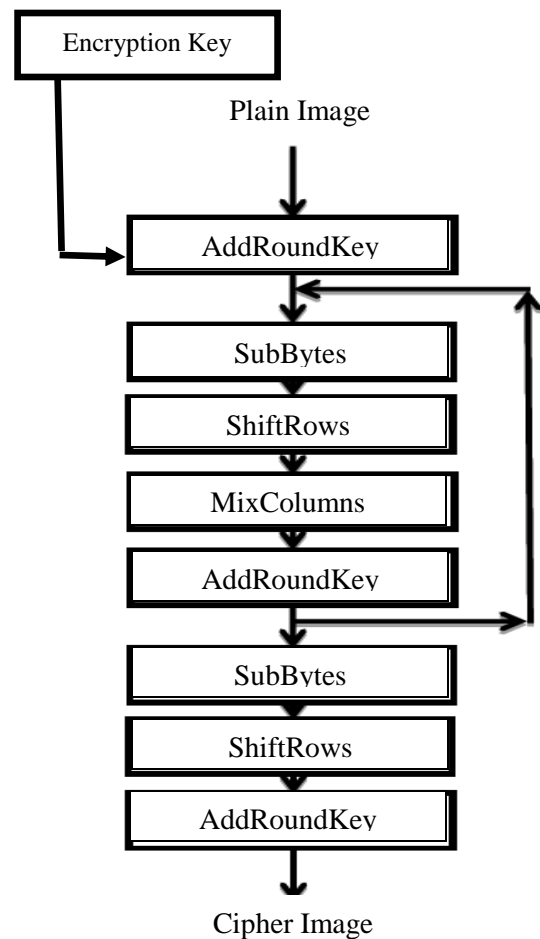 Encryption Key
Plain Image
AddRoundKey
SubBytes
ShiftRows
MixColumns
AddRoundKey
SubBytes
ShiftRows
AddRoundKey
Cipher Image